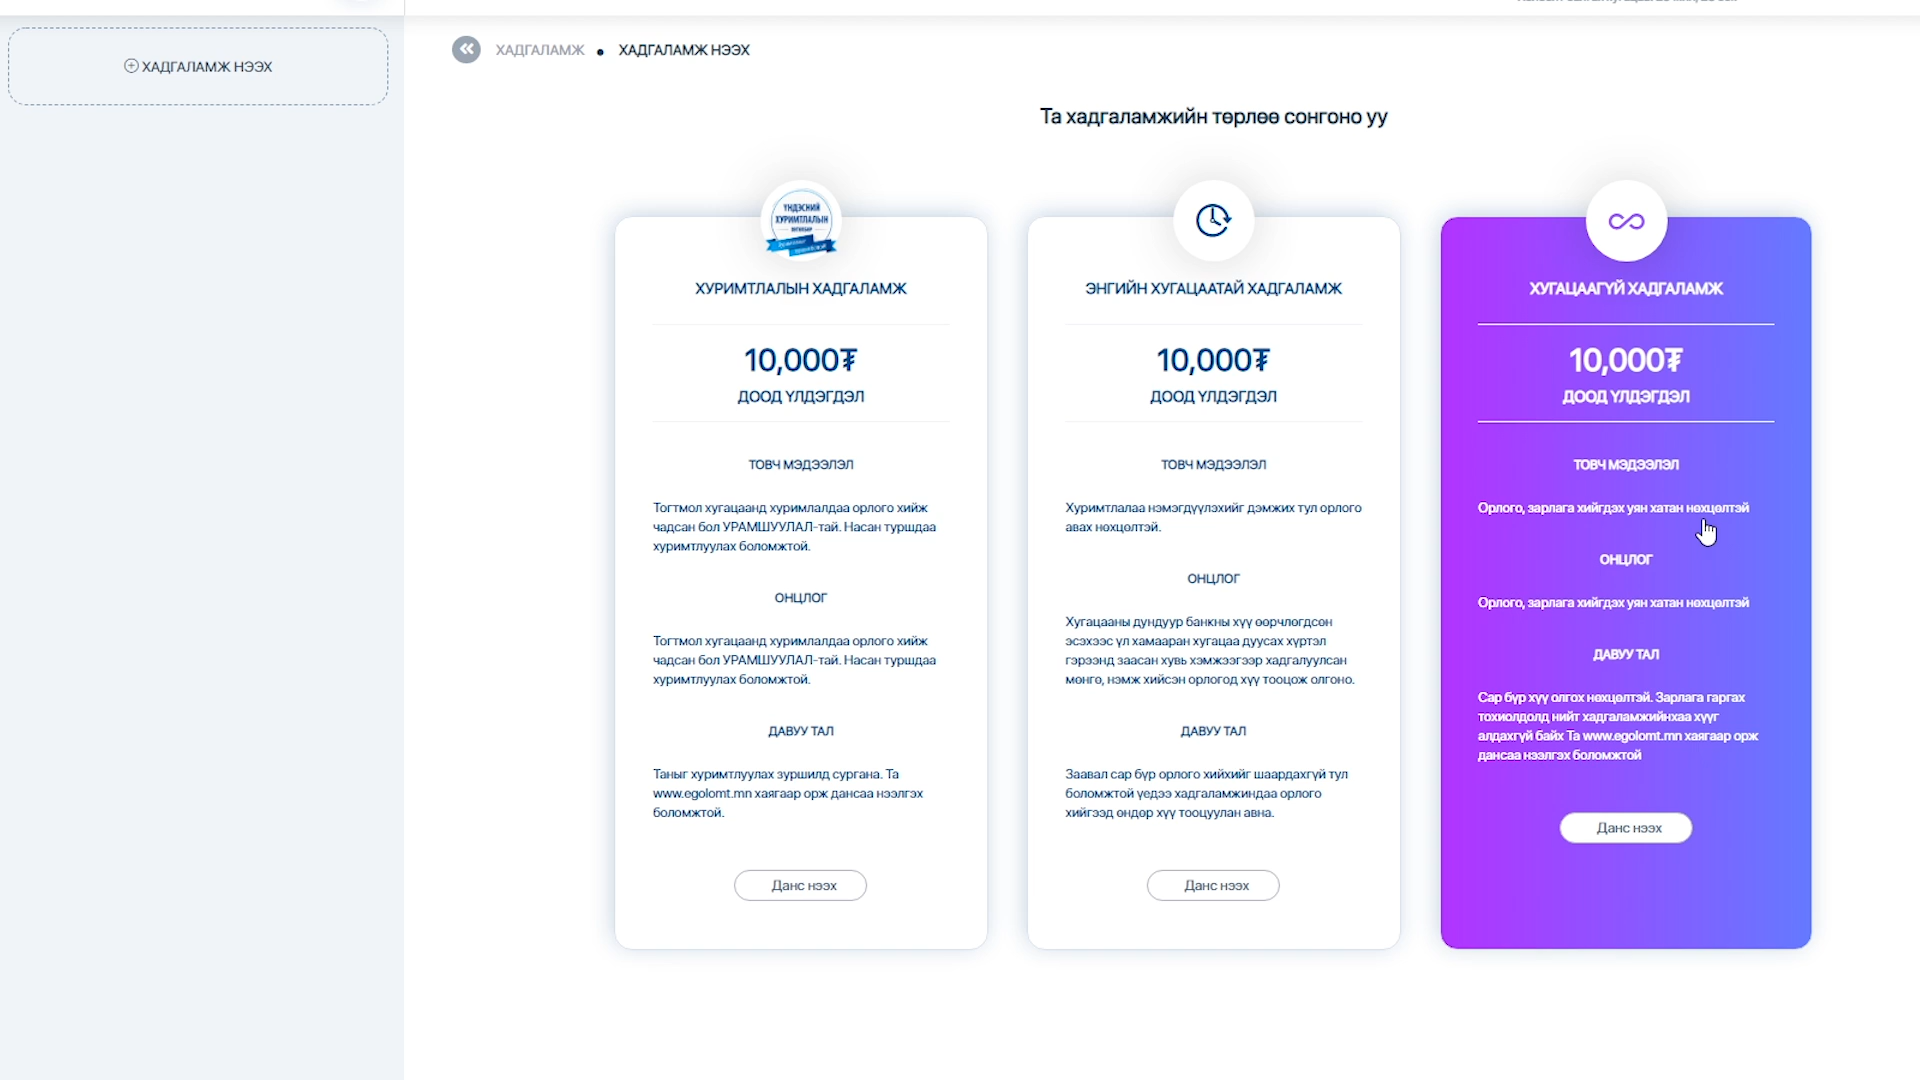 ХАДГАЛАМЖ НЭЭХ
ХАДГАЛАМЖ • ХАДГАЛАМЖ НЭЭХ
Та хадгаламжийн төрлөө сонгоно уу
ҮНДЭСНИЙ
ХУРИМТЛАЛЫН
ХУРИМТЛАЛЫН ХАДГАЛАМЖ
10,000₮
ДООД ҮЛДЭГДЭЛ
ТОВЧ МЭДЭЭЛЭЛ
Тогтмол хугацаанд хуримлалдаа орлого хийж
чадсан бол УРАМШУУЛАЛ-тай. Насан туршдаа
хуримтлуулах боломжтой.
ОНЦЛОГ
Тогтмол хугацаанд хуримлалдаа орлого хийж
чадсан бол УРАМШУУЛАЛ-тай. Насан туршдаа
хуримтлуулах боломжтой.
ДАВУУ ТАЛ
Таныг хуримтлуулах зуршилд сургана. Та
www.egolomt.mn хаягаар орж дансаа нээлгэх
боломжтой.
Данс нээх
ЭНГИЙН ХУГАЦААТАЙ ХАДГАЛАМЖ
10,000₮
ДООД ҮЛДЭГДЭЛ
ТОВЧ МЭДЭЭЛЭЛ
Хуримтлалаа нэмэгдүүлэхийг дэмжих тул орлого
авах нөхцөлтэй.
ОНЦЛОГ
Хугацааны дундуур банкны хүү өөрчлөгдсөн
эсэхээс үл хамааран хугацаа дуусах хүртэл
гэрээнд заасан хувь хэмжээгээр хадгалуулсан
мөнгө, нэмж хийсэн орлогод хүү тооцож олгоно.
ДАВУУ ТАЛ
Заавал сар бүр орлого хийхийг шаардахгүй тул
боломжтой үедээ хадгаламжиндаа орлого
хийгээд өндөр хүү тооцуулан авна.
Данс нээх
ХУГАЦААГҮЙ ХАДГАЛАМЖ
10,000₮
ДООД ҮЛДЭГДЭЛ
ТОВЧ МЭДЭЭЛЭЛ
Орлого, зарлага хийгдэх уян хатан нөхцөлтэй
ОНЦЛОГ
Орлого, зарлага хийгдэх уян хатан нөхцөлтэй
ДАВУУ ТАЛ
Сар бүр хүү олгох нөхцөлтэй. Зарлага гаргах
тохиолдолд нийт хадгаламжийнхаа хүүг
алдахгүй байх Та www.egolomt.mn хаягаар орж
дансаа нээлгэх боломжтой
Данс нээх